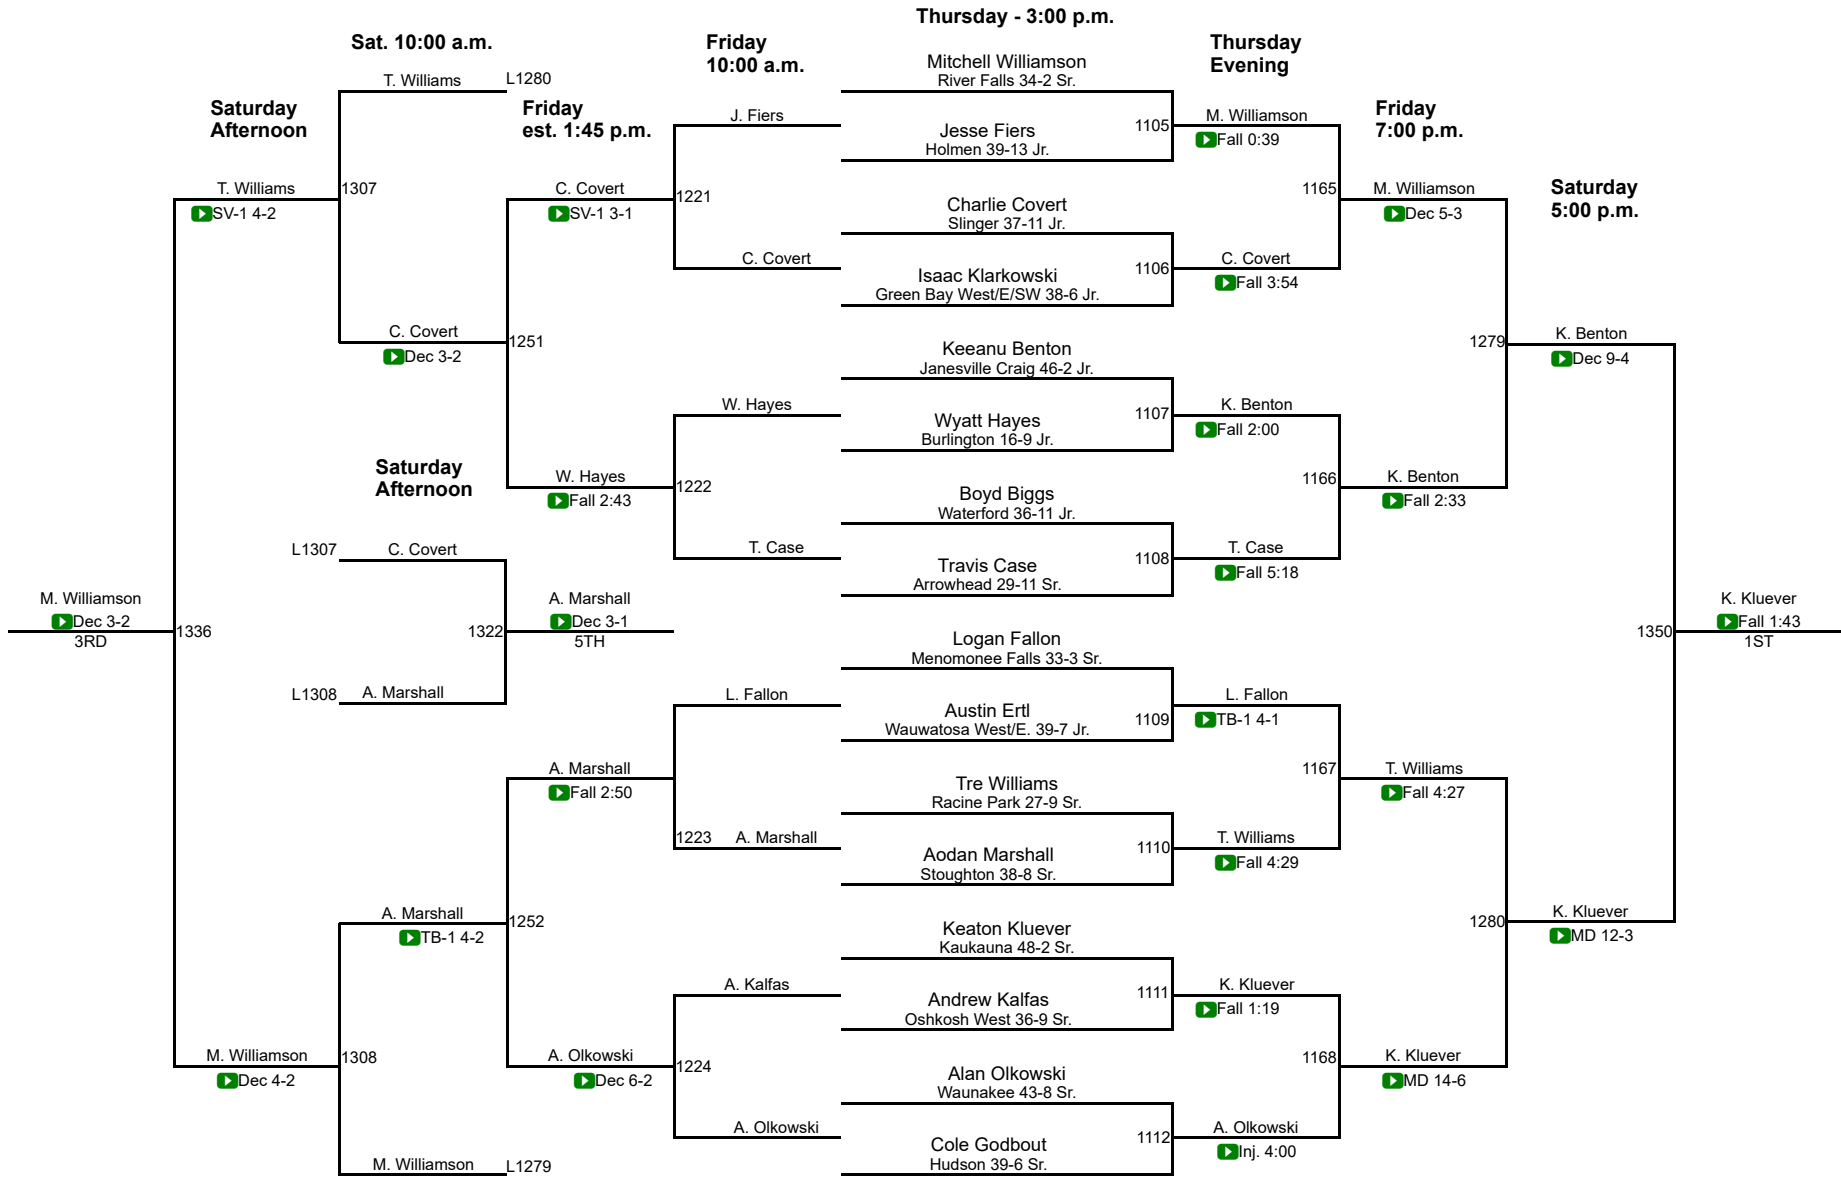 Thursday - 3:00 p.m.
Sat. 10:00 a.m.
Friday
10:00 a.m.
Thursday
Evening
Mitchell Williamson
River Falls 34-2 Sr.
T. Williams
L1280
Saturday
Afternoon
Friday
est. 1:45 p.m.
J. Fiers
Jesse Fiers
Holmen 39-13 Jr.
1105
M. Williamson
Fall 0:39
Friday
7:00 p.m.
T. Williams
SV-1 4-2
1307
C. Covert
SV-1 3-1
1221
Charlie Covert
Slinger 37-11 Jr.
1165
M. Williamson
Dec 5-3
Saturday
5:00 p.m.
C. Covert
Isaac Klarkowski
Green Bay West/E/SW 38-6 Jr.
1106
C. Covert
Fall 3:54
C. Covert
Dec 3-2
1251
Keeanu Benton
Janesville Craig 46-2 Jr.
1279
K. Benton
Dec 9-4
W. Hayes
Wyatt Hayes
Burlington 16-9 Jr.
1107
K. Benton
Fall 2:00
Saturday
Afternoon
W. Hayes
Fall 2:43
1222
Boyd Biggs
Waterford 36-11 Jr.
1166
K. Benton
Fall 2:33
L1307
C. Covert
T. Case
Travis Case
Arrowhead 29-11 Sr.
1108
T. Case
Fall 5:18
M. Williamson
Dec 3-2
3RD
1336
1322
A. Marshall
Dec 3-1
5TH
Logan Fallon
Menomonee Falls 33-3 Sr.
1350
K. Kluever
Fall 1:43
1ST
L1308
A. Marshall
L. Fallon
Austin Ertl
Wauwatosa West/E. 39-7 Jr.
1109
L. Fallon
TB-1 4-1
A. Marshall
Fall 2:50
Tre Williams
Racine Park 27-9 Sr.
1167
T. Williams
Fall 4:27
1223
A. Marshall
Aodan Marshall
Stoughton 38-8 Sr.
1110
T. Williams
Fall 4:29
A. Marshall
TB-1 4-2
1252
Keaton Kluever
Kaukauna 48-2 Sr.
1280
K. Kluever
MD 12-3
A. Kalfas
Andrew Kalfas
Oshkosh West 36-9 Sr.
1111
K. Kluever
Fall 1:19
M. Williamson
Dec 4-2
1308
A. Olkowski
Dec 6-2
1224
Alan Olkowski
Waunakee 43-8 Sr.
1168
K. Kluever
MD 14-6
A. Olkowski
Cole Godbout
Hudson 39-6 Sr.
1112
A. Olkowski
Inj. 4:00
M. Williamson
L1279